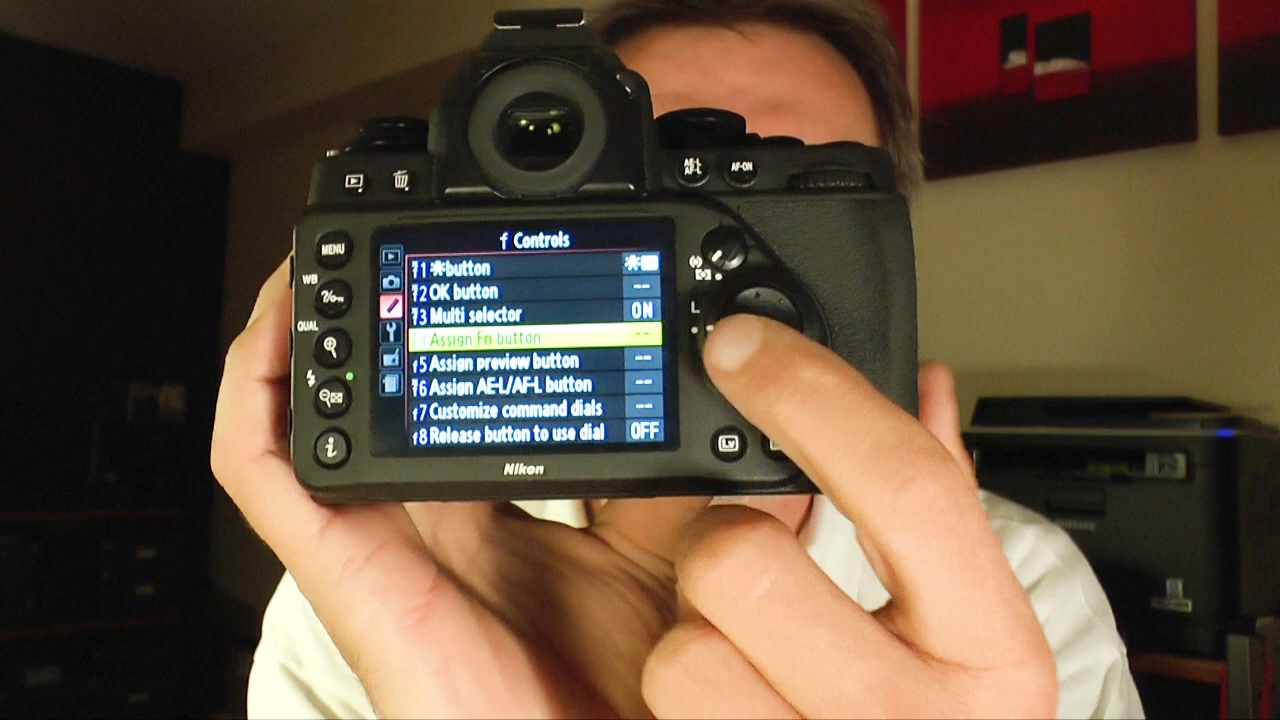 AE-L
AF-L
AF-ON
MENU
WB
?/
QUAL
i
f Controls
f1 button
f2 OK button --
f3 Multi selector ON
Assign Fn button --
f5 Assign preview button --
f6 Assign AE-L/AF-L button --
f7 Customize command dials --
f8 Release button to use dial OFF
L
Lv
Nikon
SAMSUNG